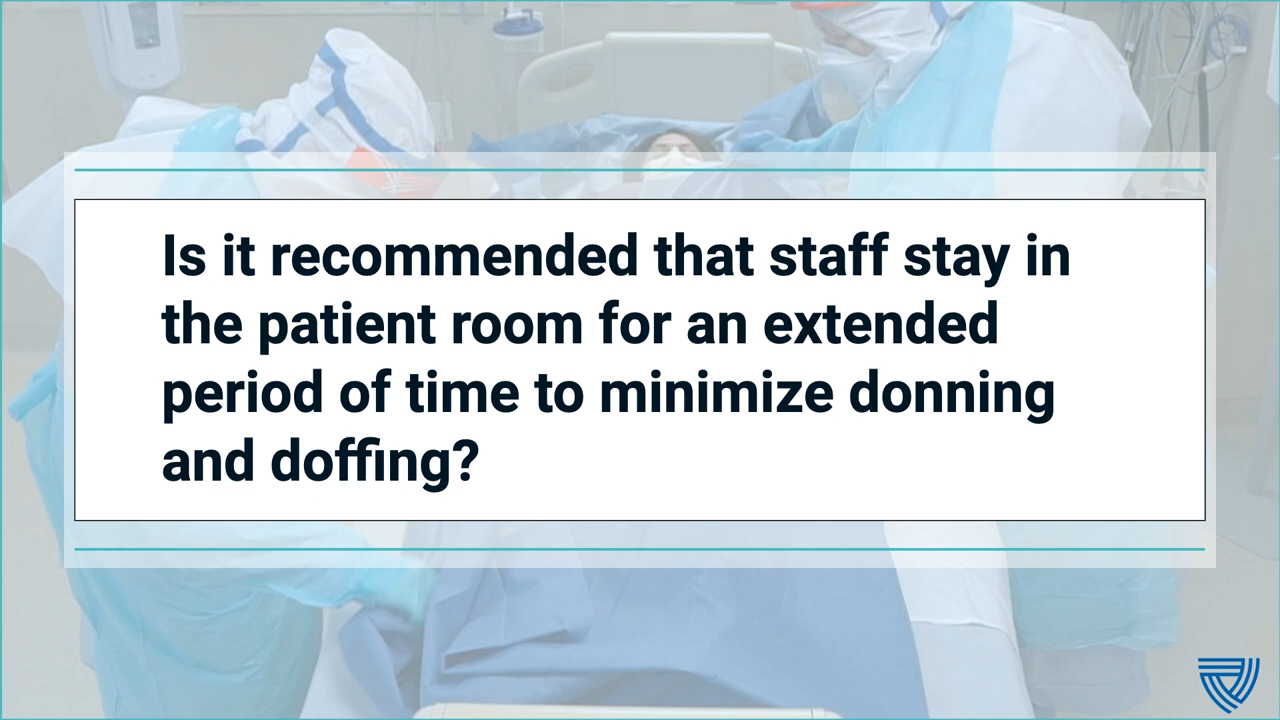 Is it recommended that staff stay in
the patient room for an extended
period of time to minimize donning
and doffing?